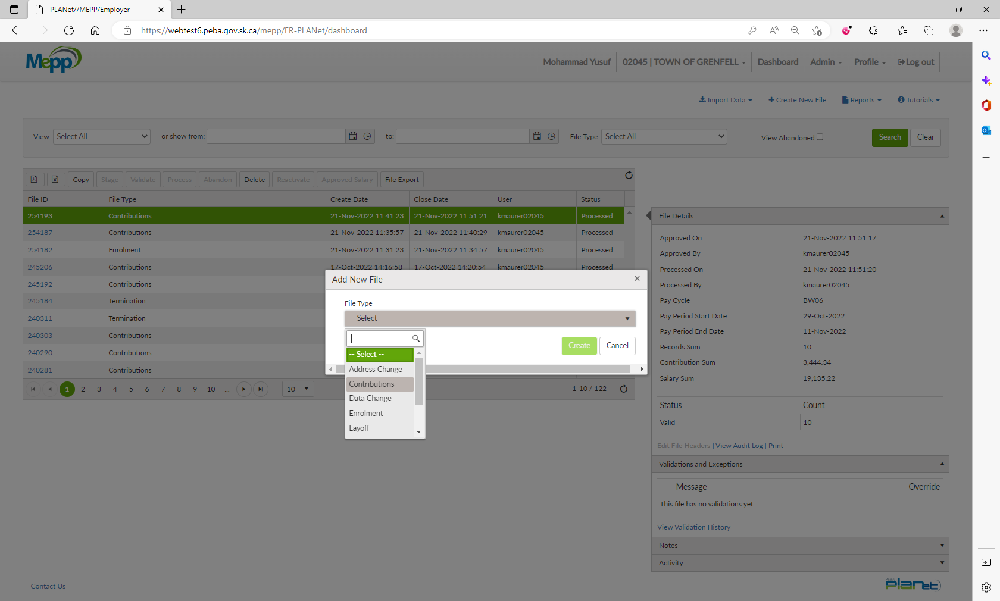 PLANet//MEPP/Employer
https://webtest6.peba.gov.sk.ca/mepp/ER-PLANet/dashboard
Mepp
Mohammad Yusuf
02045 | TOWN OF GRENFELL
Dashboard
Admin
Profile
Log out
Import Data
Create New File
Reports
Tutorials
View:
Select All
or show from:
to:
File Type:
Select All
View Abandoned
Search
Clear
Copy
Stage
Validate
Process
Abandon
Delete
Reactivate
Approved Salary
File Export
File ID File Type Create Date Close Date User Status
254193 Contributions 21-Nov-2022 11:41:23 21-Nov-2022 11:51:21 kmaurer02045 Processed
254187 Contributions 21-Nov-2022 11:35:57 21-Nov-2022 11:40:29 kmaurer02045 Processed
254182 Enrolment 21-Nov-2022 11:31:23 21-Nov-2022 11:34:57 kmaurer02045 Processed
245206 Contributions 17-Oct-2022 14:16:58 17-Oct-2022 14:20:54 kmaurer02045 Processed
245192 Contributions
245184 Termination
240311 Termination
240303 Contributions
240290 Contributions
240281 Contributions
1 2 3 4 5 6 7 8 9 10 ...
10
1-10 / 122
Add New File
File Type
-- Select --
-- Select --
Address Change
Contributions
Data Change
Enrolment
Layoff
Create
Cancel
File Details
Approved On 21-Nov-2022 11:51:17
Approved By kmaurer02045
Processed On 21-Nov-2022 11:51:20
Processed By kmaurer02045
Pay Cycle BW06
Pay Period Start Date 29-Oct-2022
Pay Period End Date 11-Nov-2022
Records Sum 10
Contribution Sum 3,444.34
Salary Sum 19,135.22
Status Count
Valid 10
Edit File Headers | View Audit Log | Print
Validations and Exceptions
Message Override
This file has no validations yet
View Validation History
Notes
Activity
Contact Us
PEBA
Planet